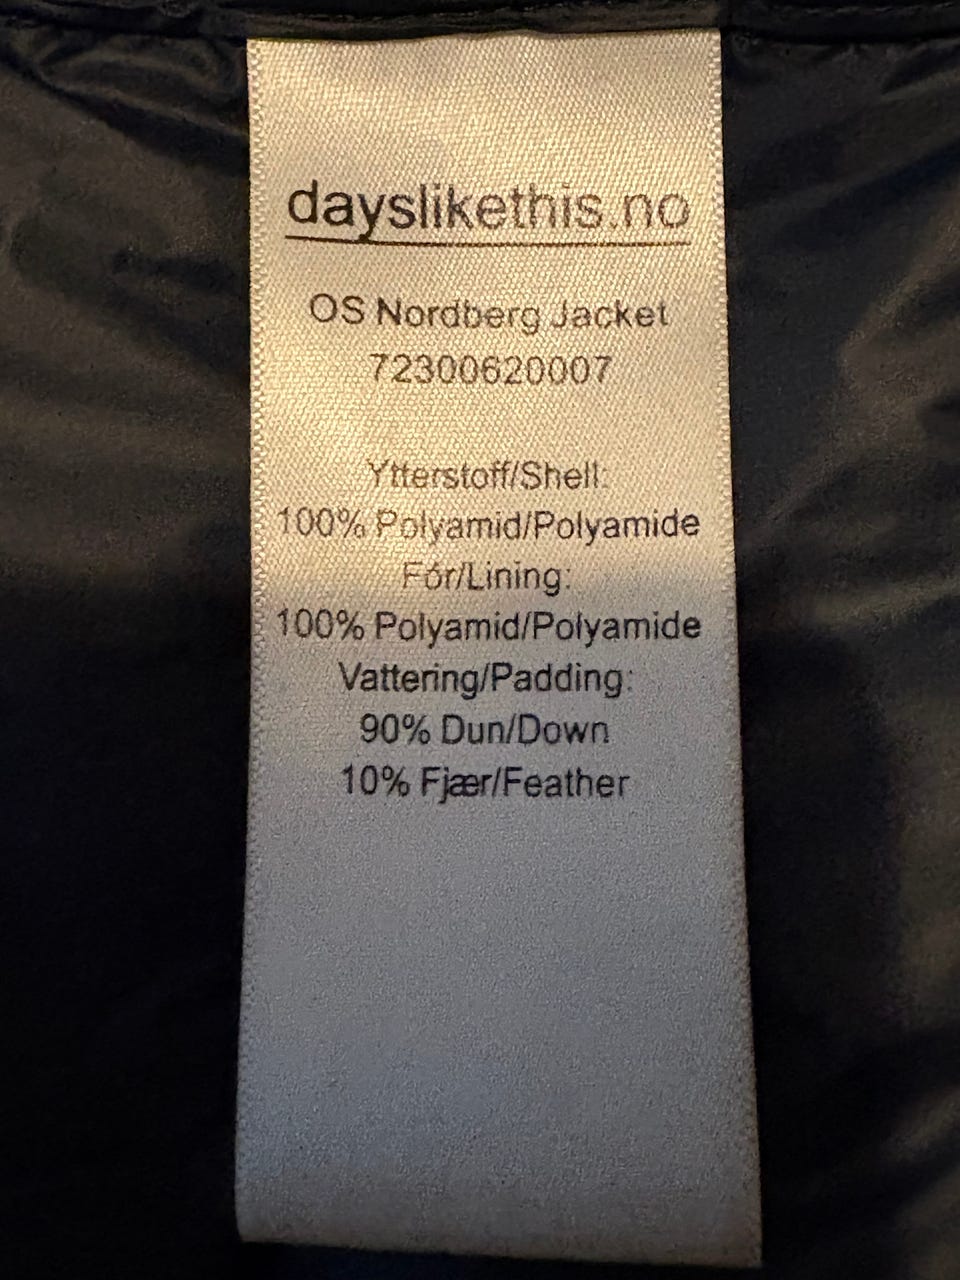 dayslikethis.no
OS Nordberg Jacket
72300620007
Ytterstoff/Shell:
100% Polyamid/Polyamide
Fór/Lining:
100% Polyamid/Polyamide
Vattering/Padding:
90% Dun/Down
10% Fjær/Feather